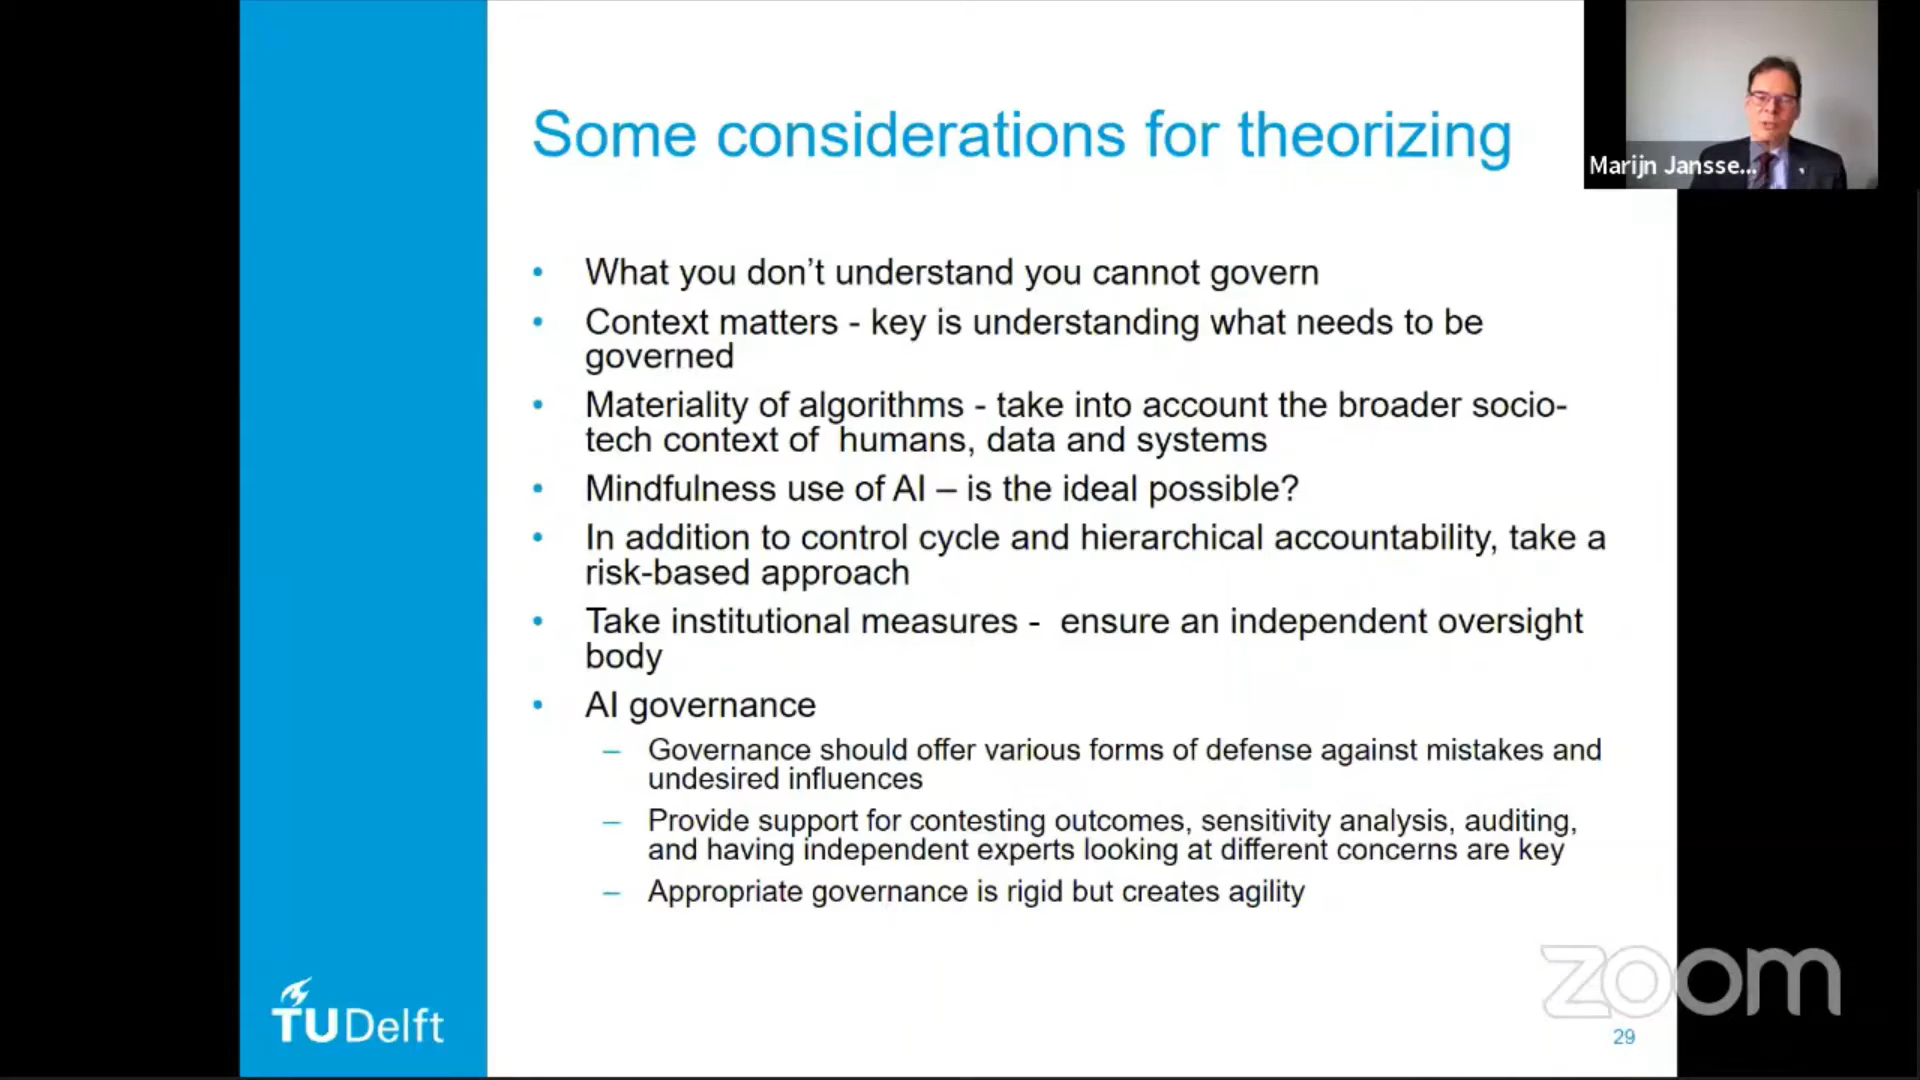 Some considerations for theorizing
Marijn Jansse...
• What you don’t understand you cannot govern
• Context matters - key is understanding what needs to be
governed
• Materiality of algorithms - take into account the broader socio-
tech context of  humans, data and systems
• Mindfulness use of AI – is the ideal possible?
• In addition to control cycle and hierarchical accountability, take a
risk-based approach
• Take institutional measures -  ensure an independent oversight
body
• AI governance
– Governance should offer various forms of defense against mistakes and
undesired influences
– Provide support for contesting outcomes, sensitivity analysis, auditing,
and having independent experts looking at different concerns are key
– Appropriate governance is rigid but creates agility
TUDelft
zoom
29